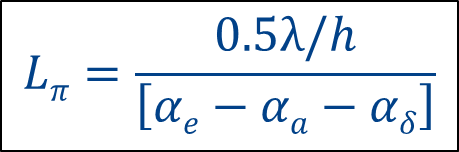 L_π = 0.5λ/h / [α_e − α_a − α_δ]